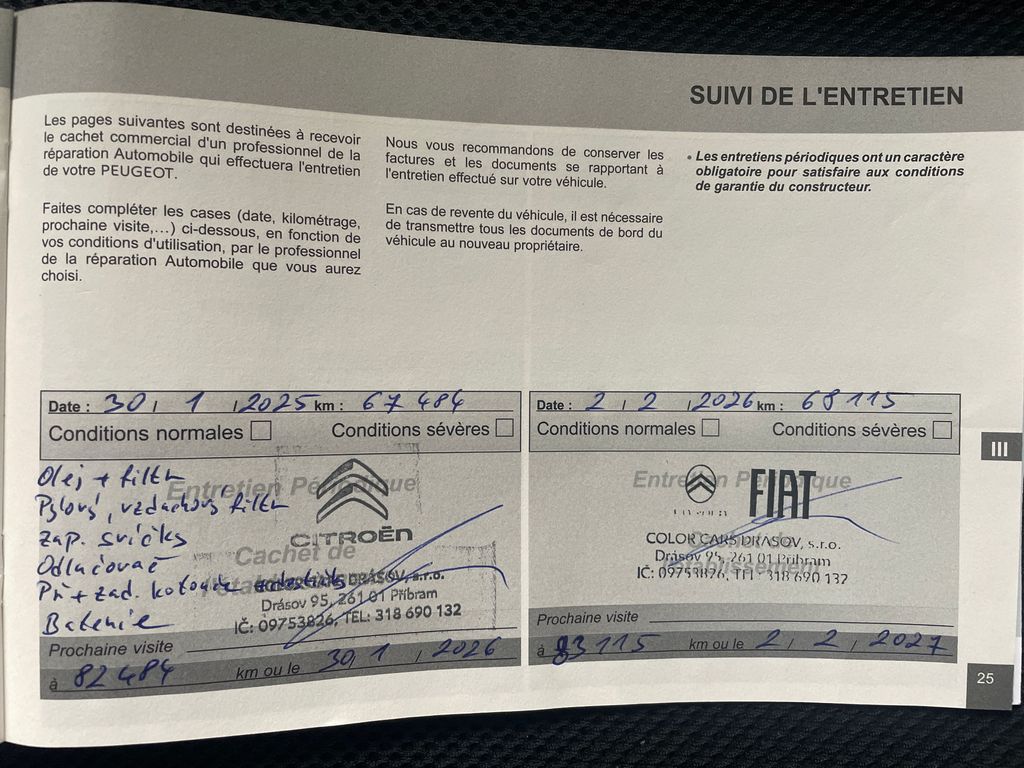 SUIVI DE L'ENTRETIEN
Les pages suivantes sont destinées à recevoir
le cachet commercial d'un professionnel de la
réparation Automobile qui effectuera l'entretien
de votre PEUGEOT.
Faites compléter les cases (date, kilométrage,
prochaine visite,...) ci-dessous, en fonction de
vos conditions d'utilisation, par le professionnel
de la réparation Automobile que vous aurez
choisi.
Nous vous recommandons de conserver les
factures et les documents se rapportant à
l'entretien effectué sur votre véhicule.
En cas de revente du véhicule, il est nécessaire
de transmettre tous les documents de bord du
véhicule au nouveau propriétaire.
• Les entretiens périodiques ont un caractère
obligatoire pour satisfaire aux conditions
de garantie du constructeur.
Date : 30 / 1 / 2025 km : 67 484
Conditions normales Conditions sévères
Olej + filtr
Entretien Périodique
Pylový, vzduchový filtr
CITROËN
zap. svíčky
Cachet de
Odlučovač
Př + zad. kotouče
DRÁSOV, s.r.o.
Drásov 95, 261 01 Příbram
Baterie
IČ: 09753826, TEL: 318 690 132
Prochaine visite
à 82 484 km ou le 30 / 1 / 2026
Date : 2 / 2 / 2026 km : 68 115
Conditions normales Conditions sévères
Entretien Périodique
FIAT
COLOR CARS DRASOV, s.r.o.
Drásov 95, 261 01 Příbram
établissement
IČ: 09753826, TEL: 318 690 132
Prochaine visite
à 83 115 km ou le 2 / 2 / 2027
III
25